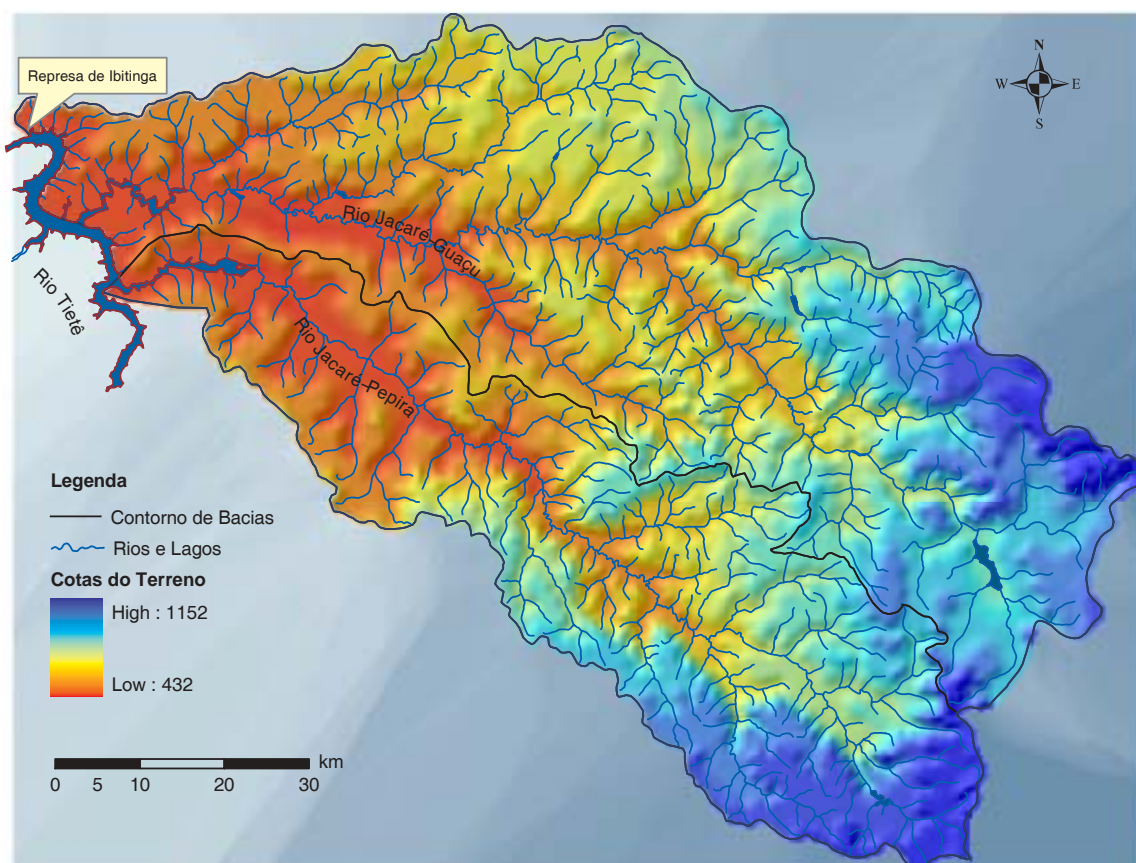 Represa de Ibitinga
N
W E
S
Rio Jacaré-Guaçu
Rio Tietê
Rio Jacaré-Pepira
Legenda
Contorno de Bacias
Rios e Lagos
Cotas do Terreno
High : 1152
Low : 432
km
0 5 10 20 30